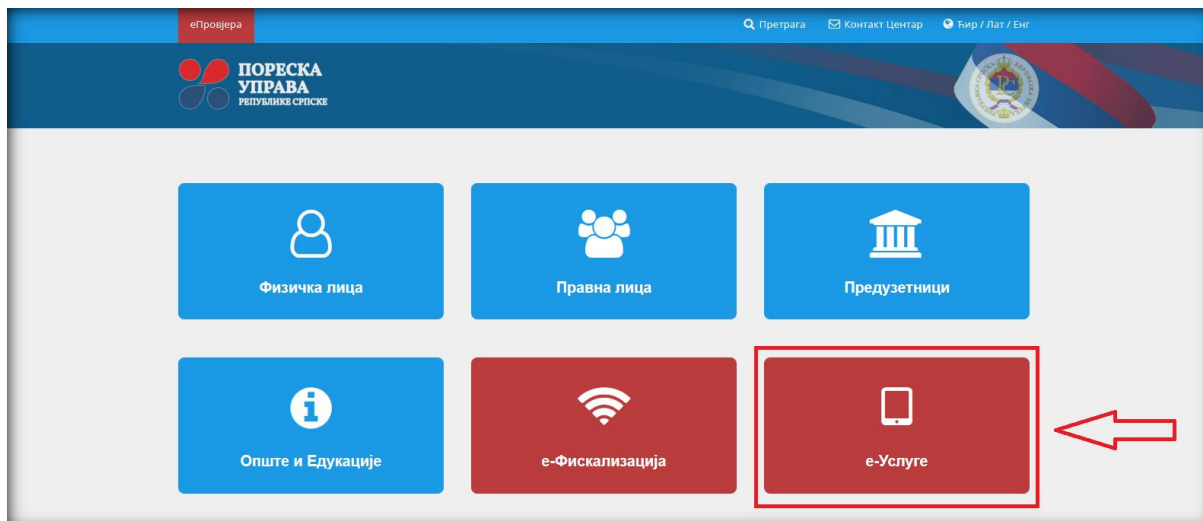 еПровјера
Претрага
Контакт Центар
Ћир / Лат / Енг
ПОРЕСКА
УПРАВА
РЕПУБЛИКЕ СРПСКЕ
Физичка лица
Правна лица
Предузетници
Опште и Едукације
е-Фискализација
е-Услуге